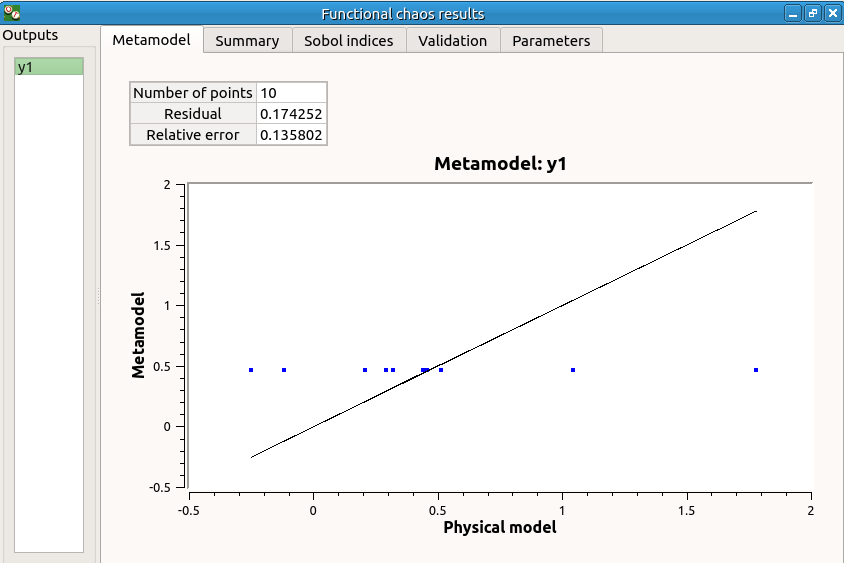 Functional chaos results
Outputs
y1
Metamodel Summary Sobol indices Validation Parameters
Number of points 10
Residual 0.174252
Relative error 0.135802
Metamodel: y1
2
1.5
1
0.5
0
-0.5
Metamodel
-0.5 0 0.5 1 1.5 2
Physical model